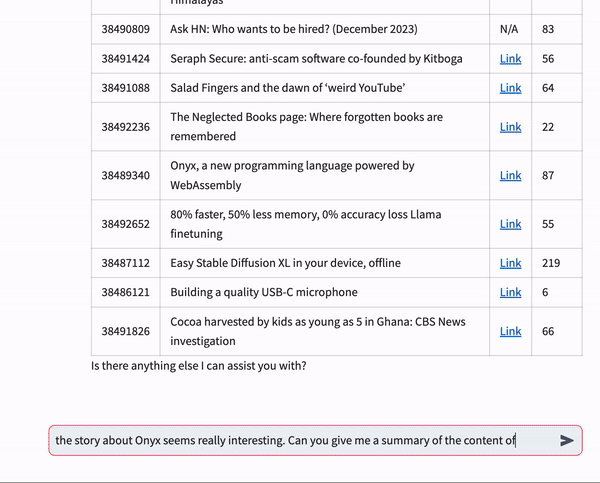 Himalayas
38490809 Ask HN: Who wants to be hired? (December 2023) N/A 83
38491424 Seraph Secure: anti-scam software co-founded by Kitboga Link 56
38491088 Salad Fingers and the dawn of ‘weird YouTube’ Link 64
38492236 The Neglected Books page: Where forgotten books are Link 22
remembered
38489340 Onyx, a new programming language powered by Link 87
WebAssembly
38492652 80% faster, 50% less memory, 0% accuracy loss Llama Link 55
finetuning
38487112 Easy Stable Diffusion XL in your device, offline Link 219
38486121 Building a quality USB-C microphone Link 6
38491826 Cocoa harvested by kids as young as 5 in Ghana: CBS News Link 66
investigation
Is there anything else I can assist you with?
the story about Onyx seems really interesting. Can you give me a summary of the content of